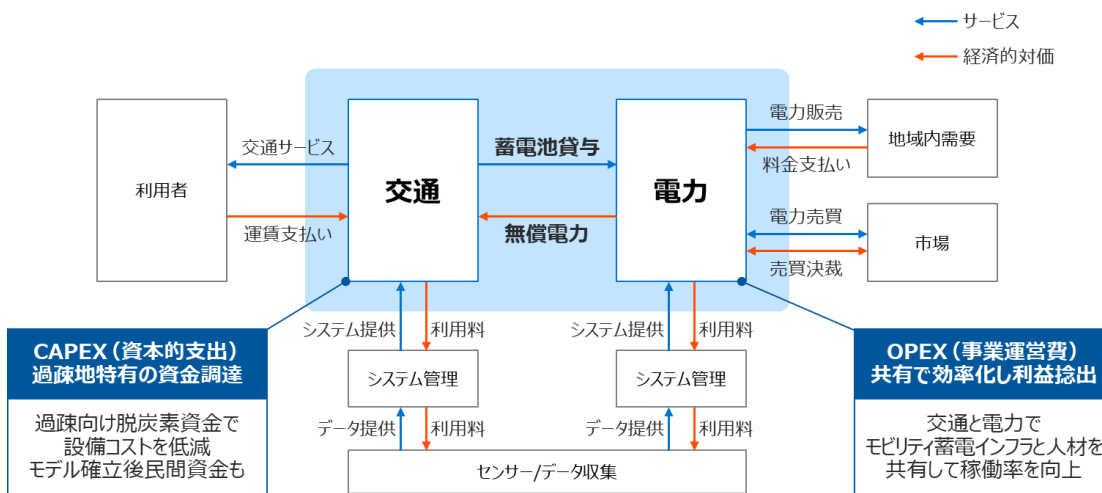 サービス
経済的対価
利用者
交通サービス
運賃支払い
交通
蓄電池貸与
無償電力
電力
電力販売
料金支払い
地域内需要
電力売買
売買決裁
市場
システム提供
利用料
システム提供
利用料
システム管理
システム管理
データ提供
利用料
データ提供
利用料
センサー/データ収集
CAPEX(資本的支出)
過疎地特有の資金調達
過疎向け脱炭素資金で
設備コストを低減
モデル確立後民間資金も
OPEX(事業運営費)
共有で効率化し利益捻出
交通と電力で
モビリティ蓄電インフラと人材を
共有して稼働率を向上